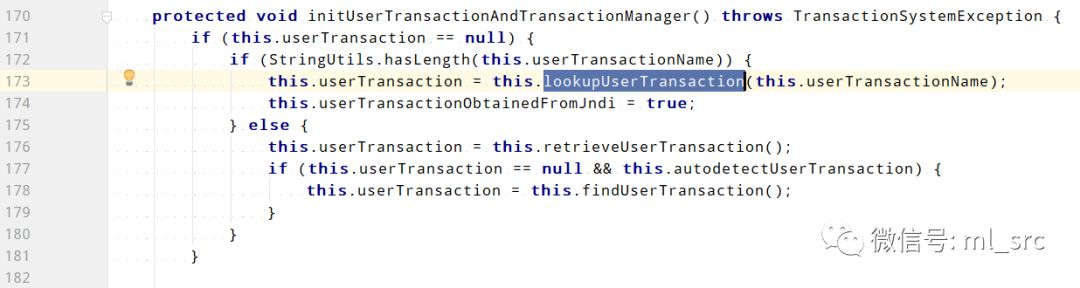 170 protected void initUserTransactionAndTransactionManager() throws TransactionSystemException {
171 if (this.userTransaction == null) {
172 if (StringUtils.hasLength(this.userTransactionName)) {
173 this.userTransaction = this.lookupUserTransaction(this.userTransactionName);
174 this.userTransactionObtainedFromJndi = true;
175 } else {
176 this.userTransaction = this.retrieveUserTransaction();
177 if (this.userTransaction == null && this.autodetectUserTransaction) {
178 this.userTransaction = this.findUserTransaction();
179 }
180 }
181 }
182
微信号: ml_src